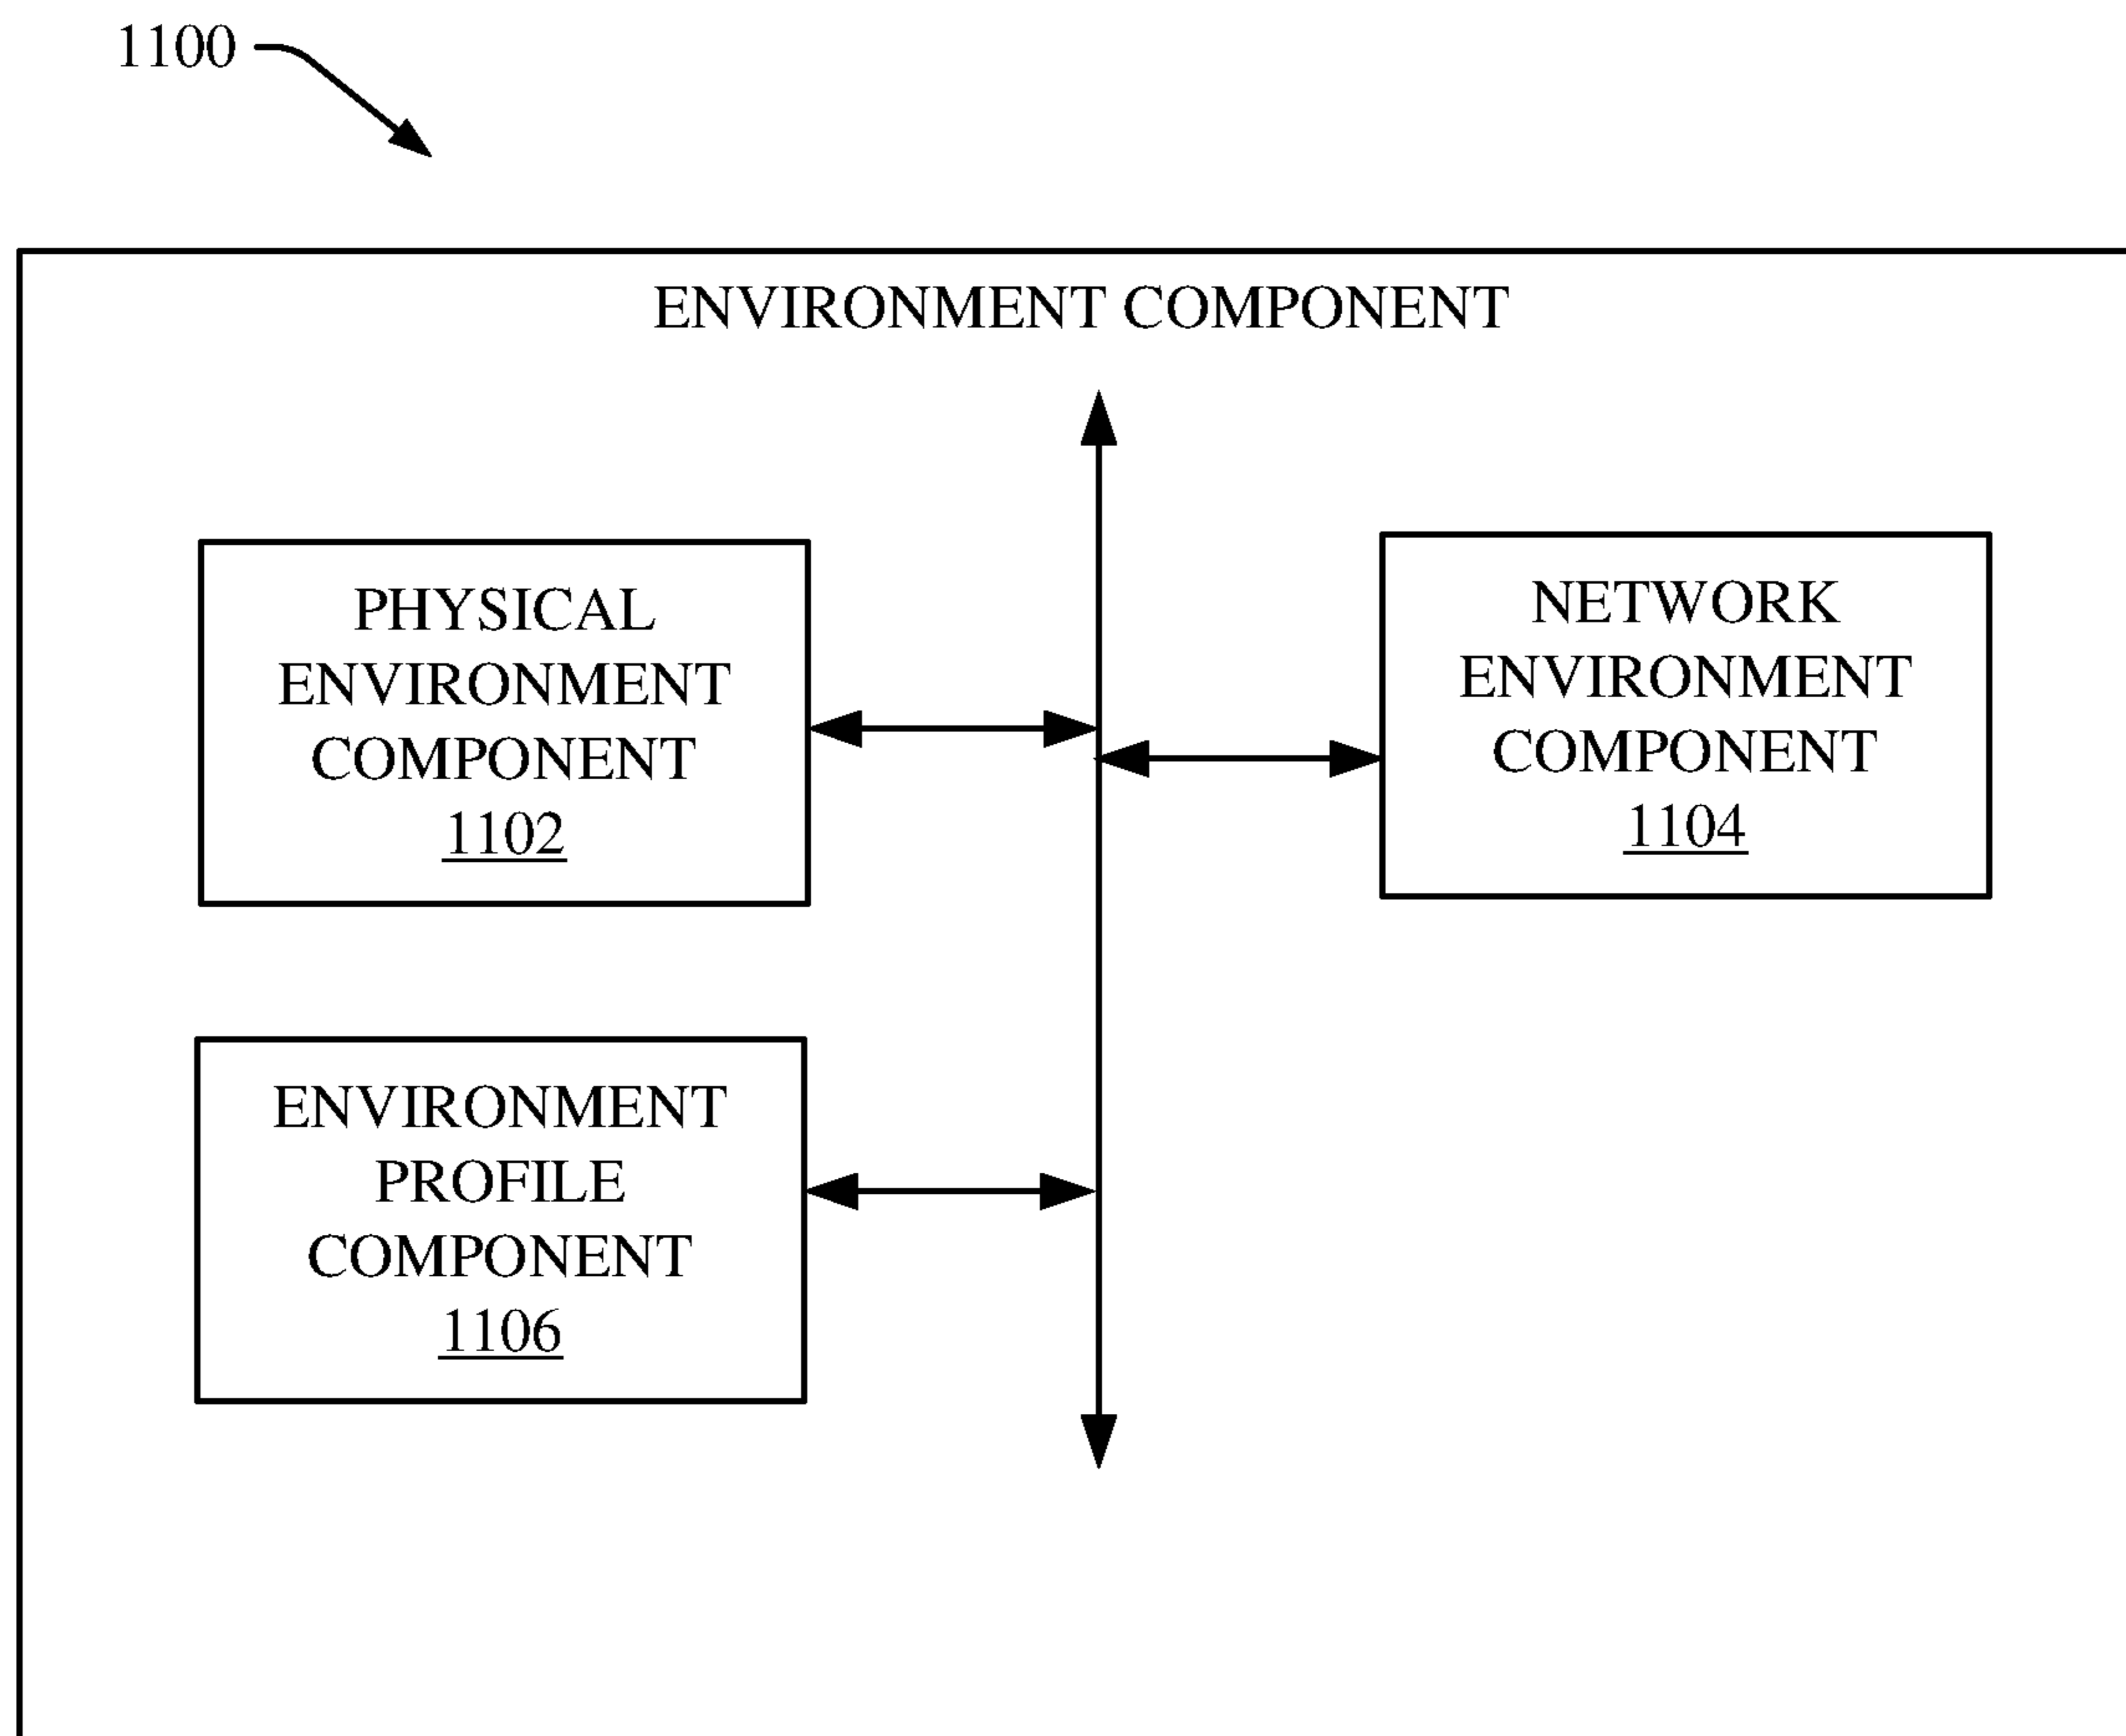 1100
ENVIRONMENT COMPONENT
PHYSICAL
ENVIRONMENT
COMPONENT
1102
NETWORK
ENVIRONMENT
COMPONENT
1104
ENVIRONMENT
PROFILE
COMPONENT
1106